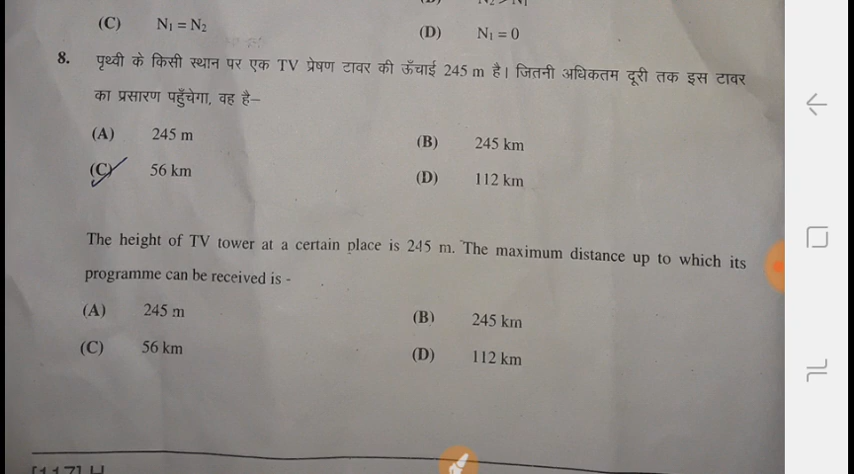 (C) N₁ = N₂
(D) N₁ = 0
8. पृथ्वी के किसी स्थान पर एक TV प्रेषण टावर की ऊँचाई 245 m है। जितनी अधिकतम दूरी तक इस टावर
का प्रसारण पहुँचेगा, वह है–
(A) 245 m
(B) 245 km
(C) 56 km
(D) 112 km
The height of TV tower at a certain place is 245 m. The maximum distance up to which its
programme can be received is -
(A) 245 m
(B) 245 km
(C) 56 km
(D) 112 km